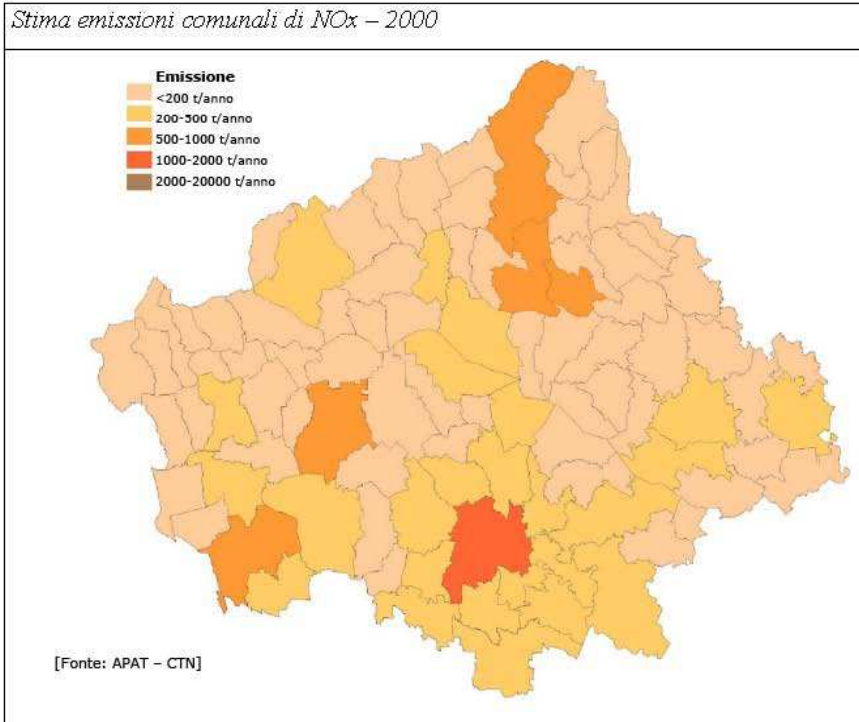 Stima emissioni comunali di NOx – 2000
Emissione
<200 t/anno
200-500 t/anno
500-1000 t/anno
1000-2000 t/anno
2000-20000 t/anno
[Fonte: APAT – CTN]